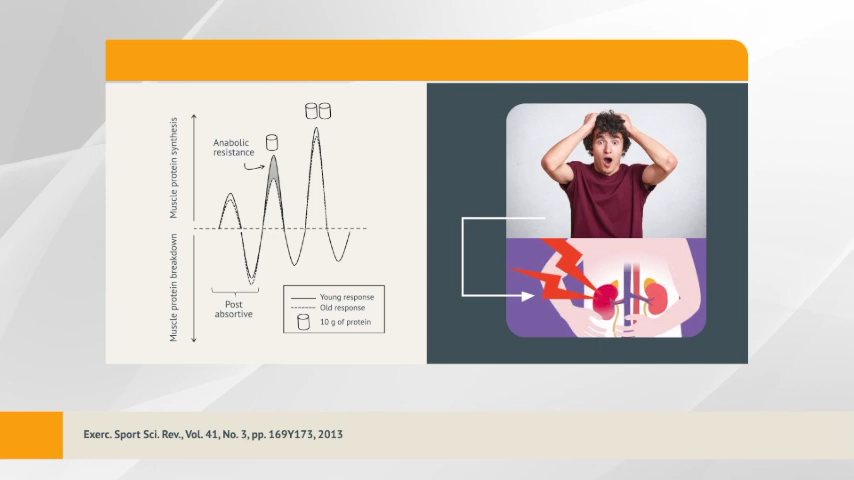 Muscle protein synthesis
Muscle protein breakdown
Anabolic
resistance
Post
absorptive
Young response
Old response
10 g of protein
Exerc. Sport Sci. Rev., Vol. 41, No. 3, pp. 169Y173, 2013